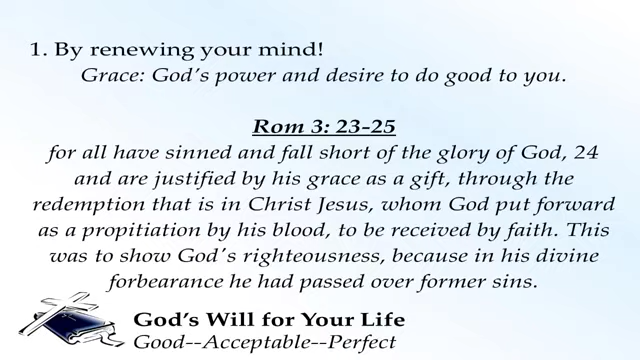 1. By renewing your mind!
Grace: God's power and desire to do good to you.
Rom 3: 23-25
for all have sinned and fall short of the glory of God, 24
and are justified by his grace as a gift, through the
redemption that is in Christ Jesus, whom God put forward
as a propitiation by his blood, to be received by faith. This
was to show God's righteousness, because in his divine
forbearance he had passed over former sins.
God's Will for Your Life
Good--Acceptable--Perfect